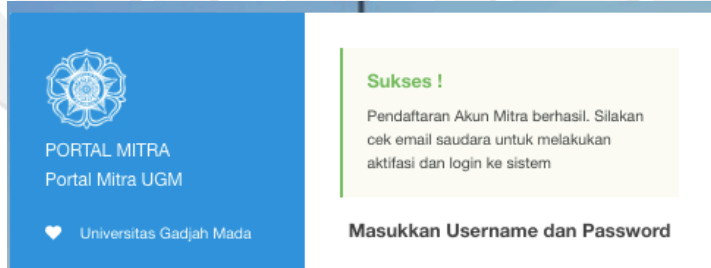 PORTAL MITRA
Portal Mitra UGM
Universitas Gadjah Mada
Sukses !
Pendaftaran Akun Mitra berhasil. Silakan
cek email saudara untuk melakukan
aktifasi dan login ke sistem
Masukkan Username dan Password